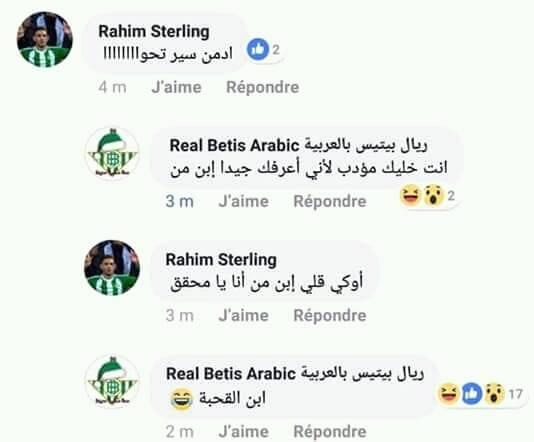 Rahim Sterling
ادمن سير تحوااااااااا
2
4 m J'aime Répondre
Real Betis Arabic ريال بيتيس بالعربية
انت خليك مؤدب لأني أعرفك جيدا إبن من
3 m J'aime Répondre
2
Rahim Sterling
أوكي قلي إبن من أنا يا محقق
3 m J'aime Répondre
Real Betis Arabic ريال بيتيس بالعربية
ابن القحبة 😂
17
2 m J'aime Répondre